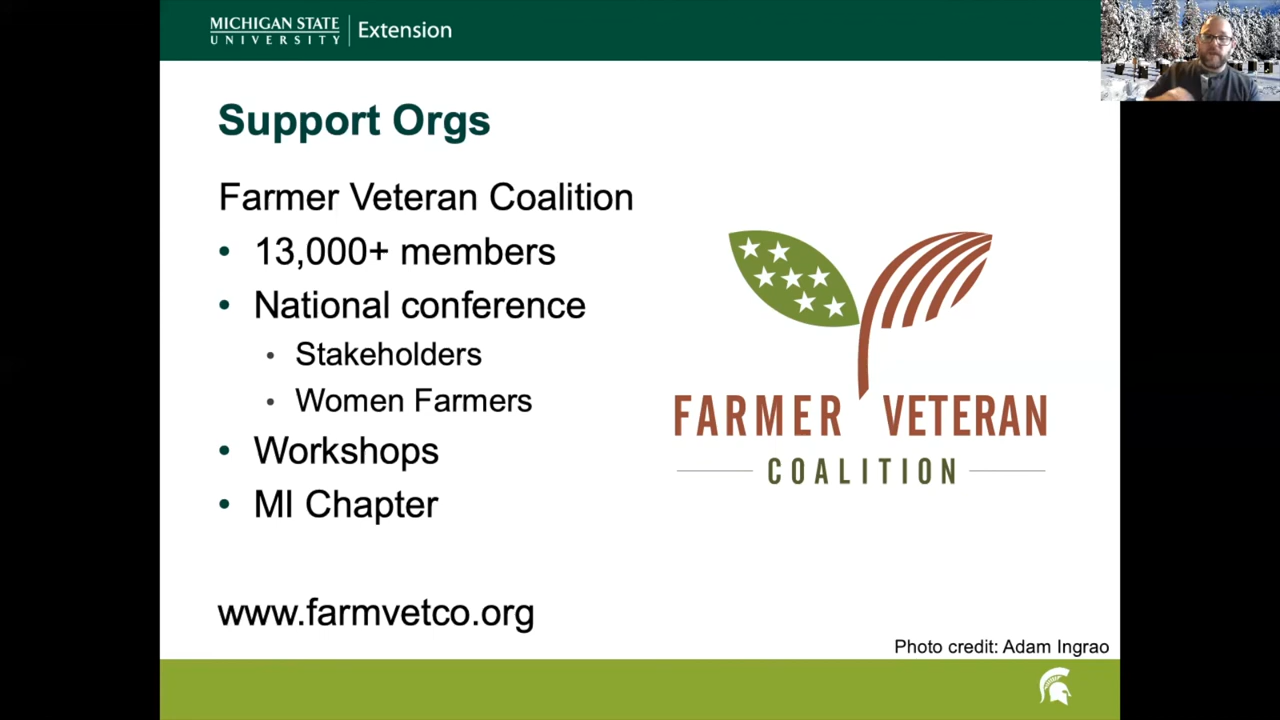 MICHIGAN STATE
UNIVERSITY
Extension
Support Orgs
Farmer Veteran Coalition
• 13,000+ members
• National conference
• Stakeholders
• Women Farmers
• Workshops
• MI Chapter
www.farmvetco.org
FARMER VETERAN
COALITION
Photo credit: Adam Ingrao